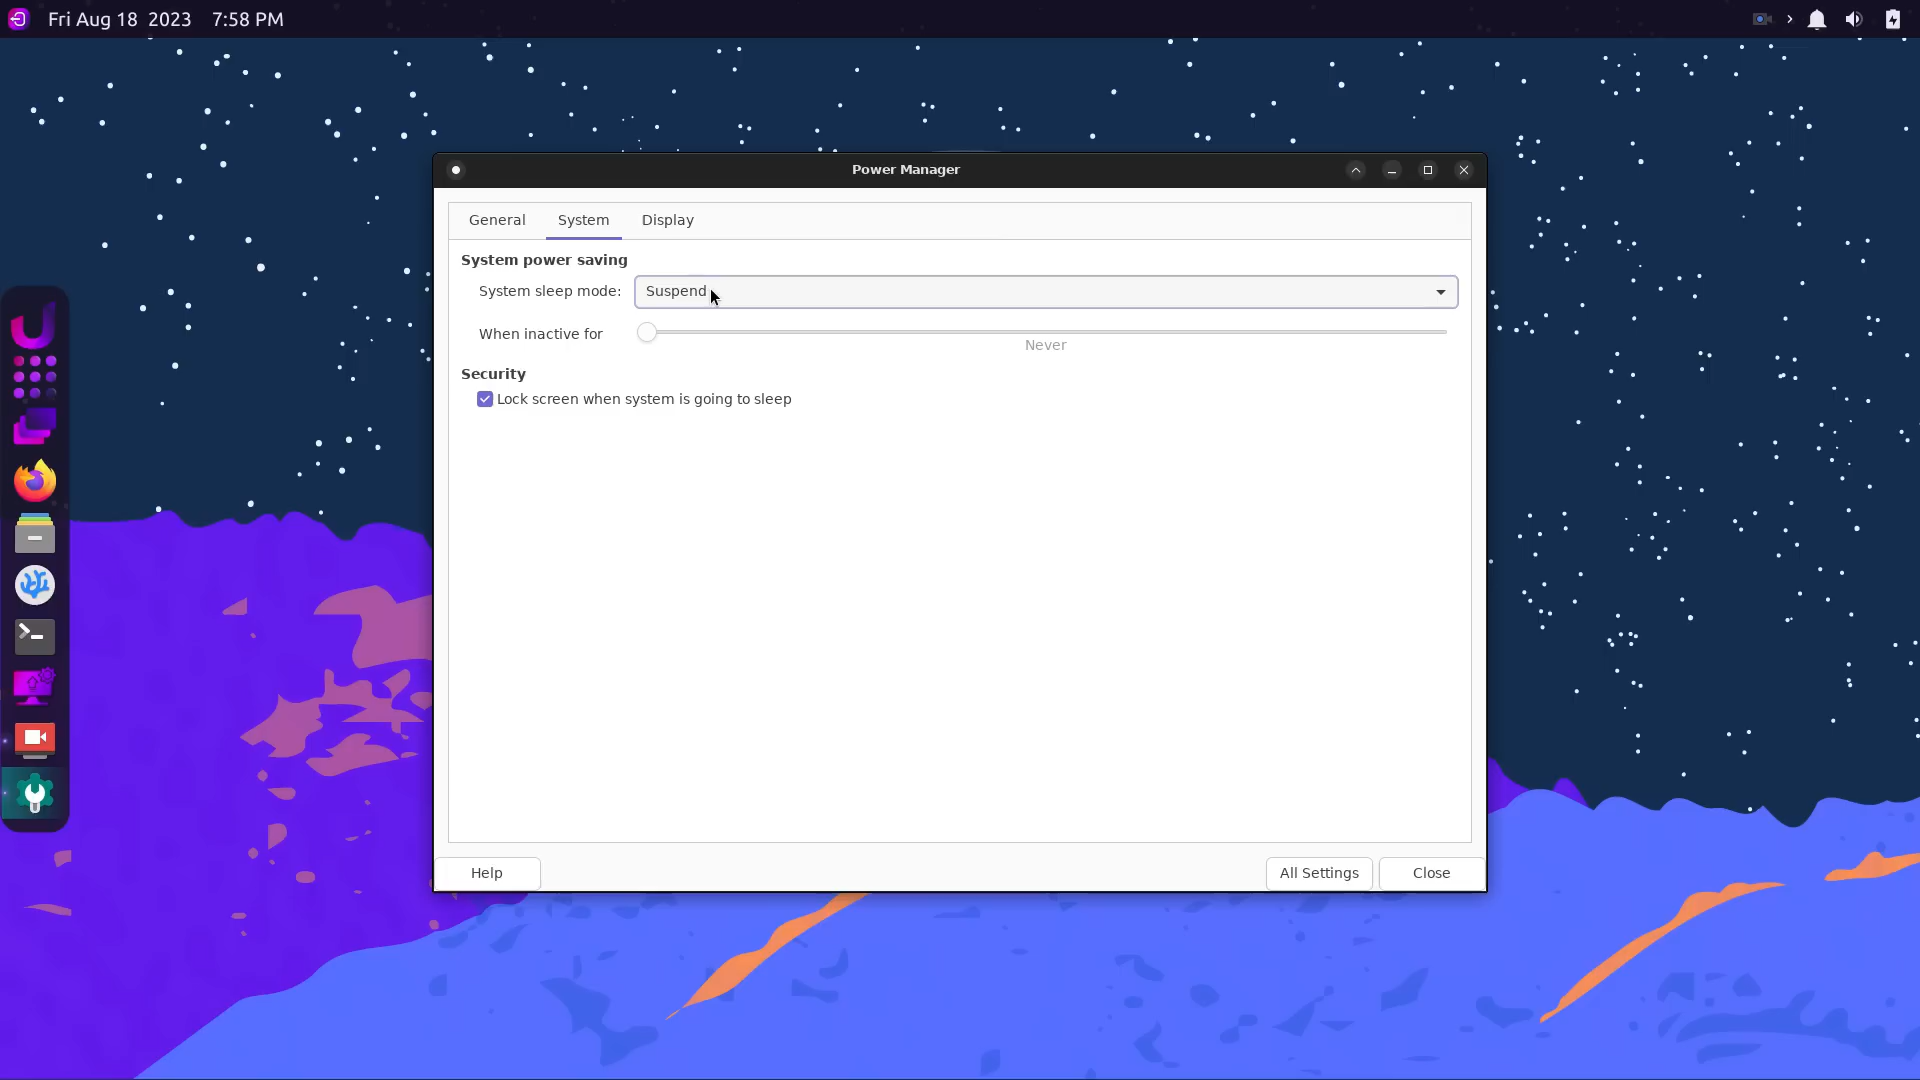 Fri Aug 18 2023 7:58 PM
Power Manager
General System Display
System power saving
System sleep mode: Suspend
When inactive for
Never
Security
Lock screen when system is going to sleep
Help All Settings Close